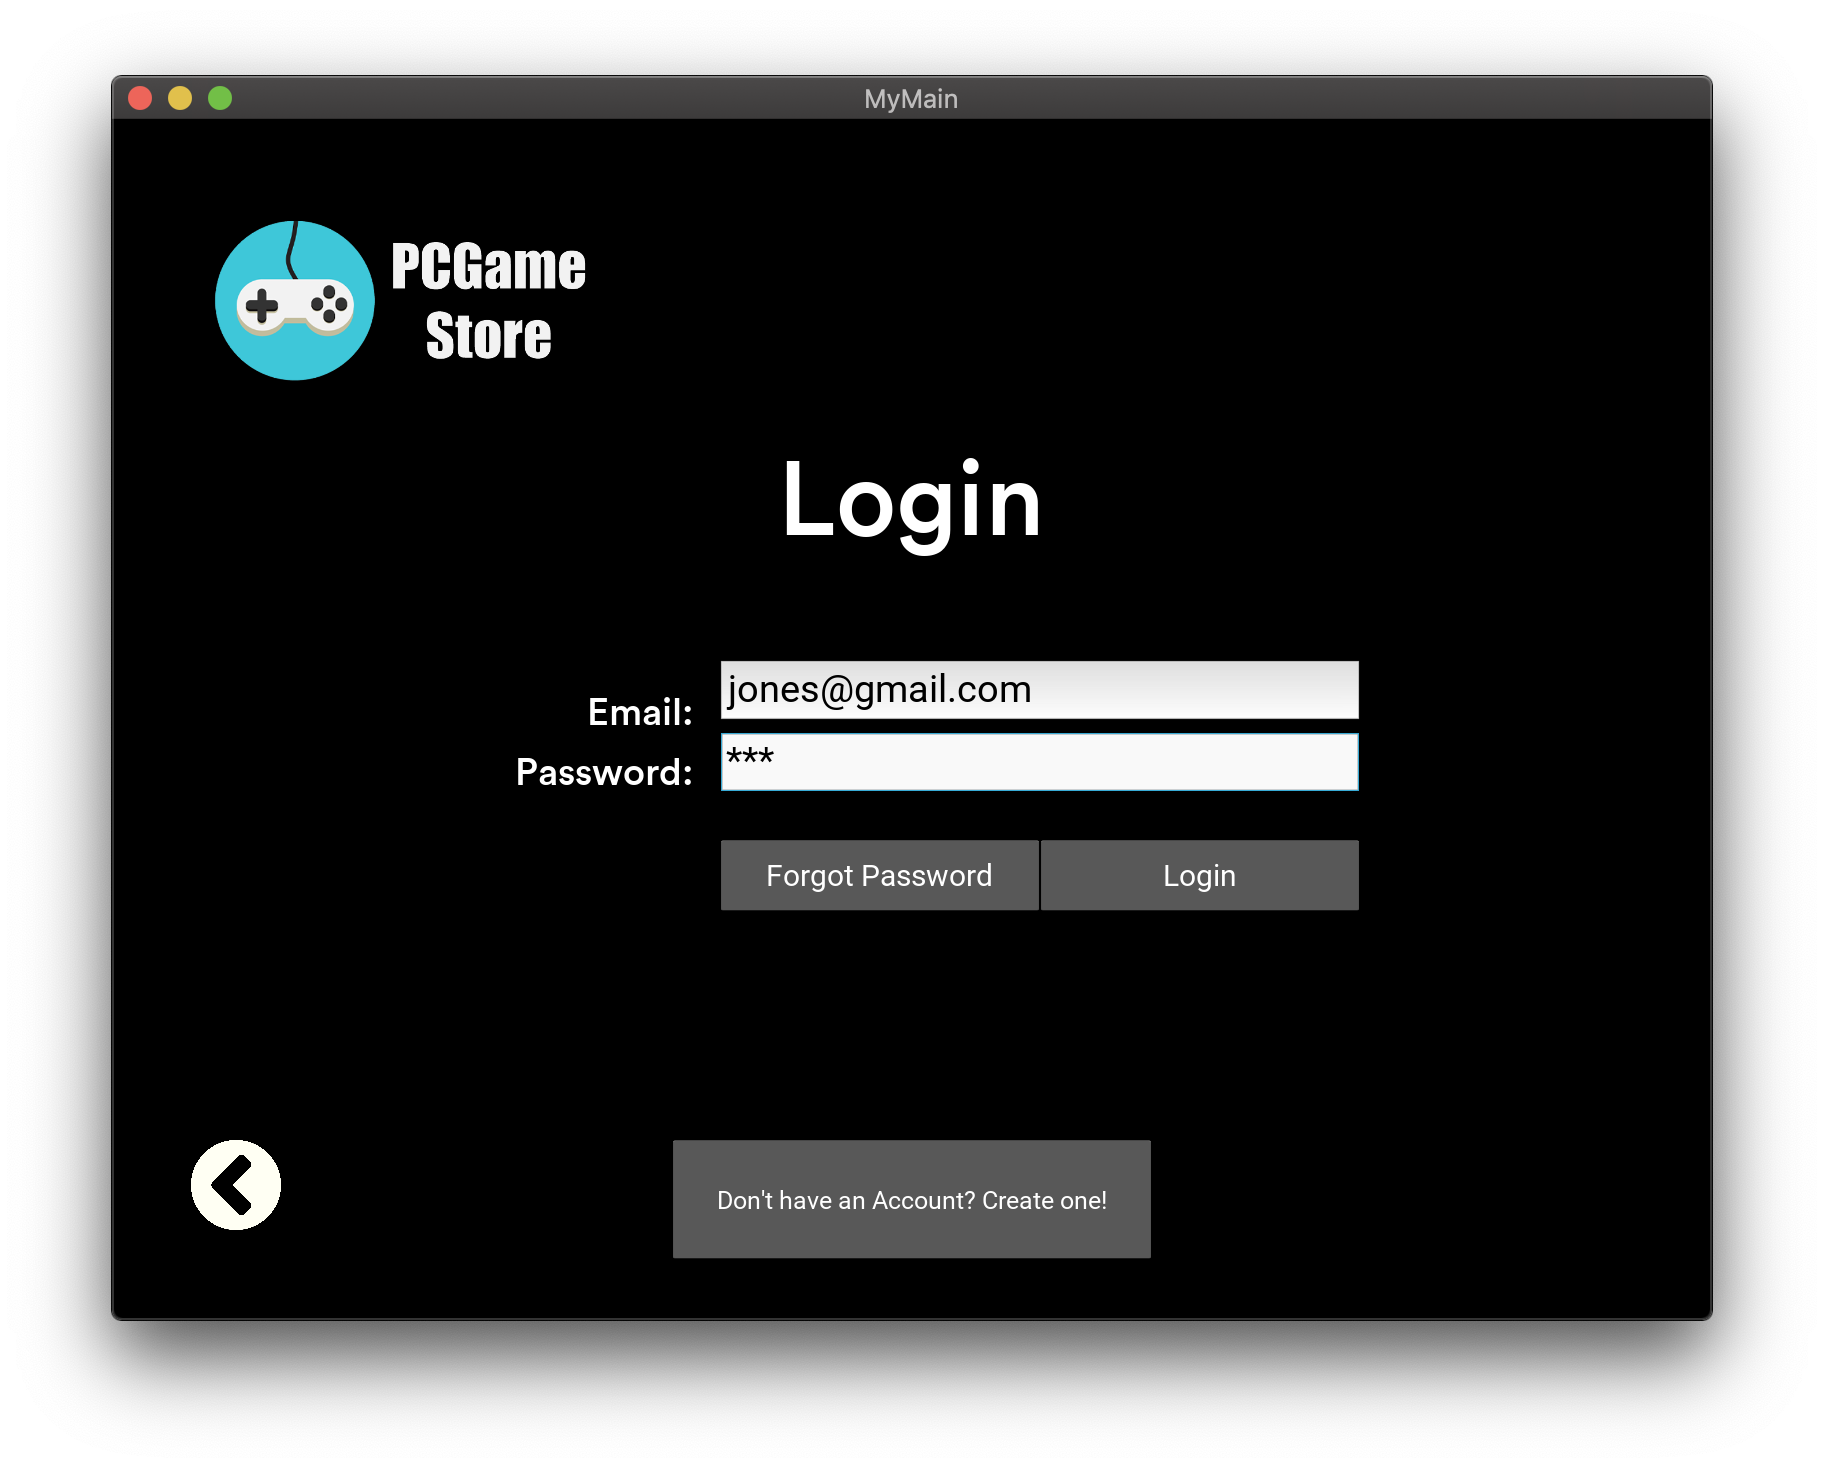 MyMain
PCGame
Store
Login
Email:
jones@gmail.com
Password:
***
Forgot Password
Login
Don't have an Account? Create one!